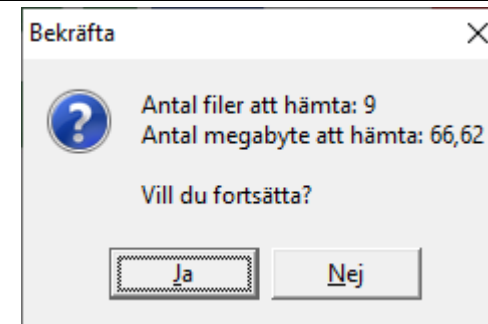 Bekräfta
Antal filer att hämta: 9
Antal megabyte att hämta: 66,62
Vill du fortsätta?
Ja
Nej